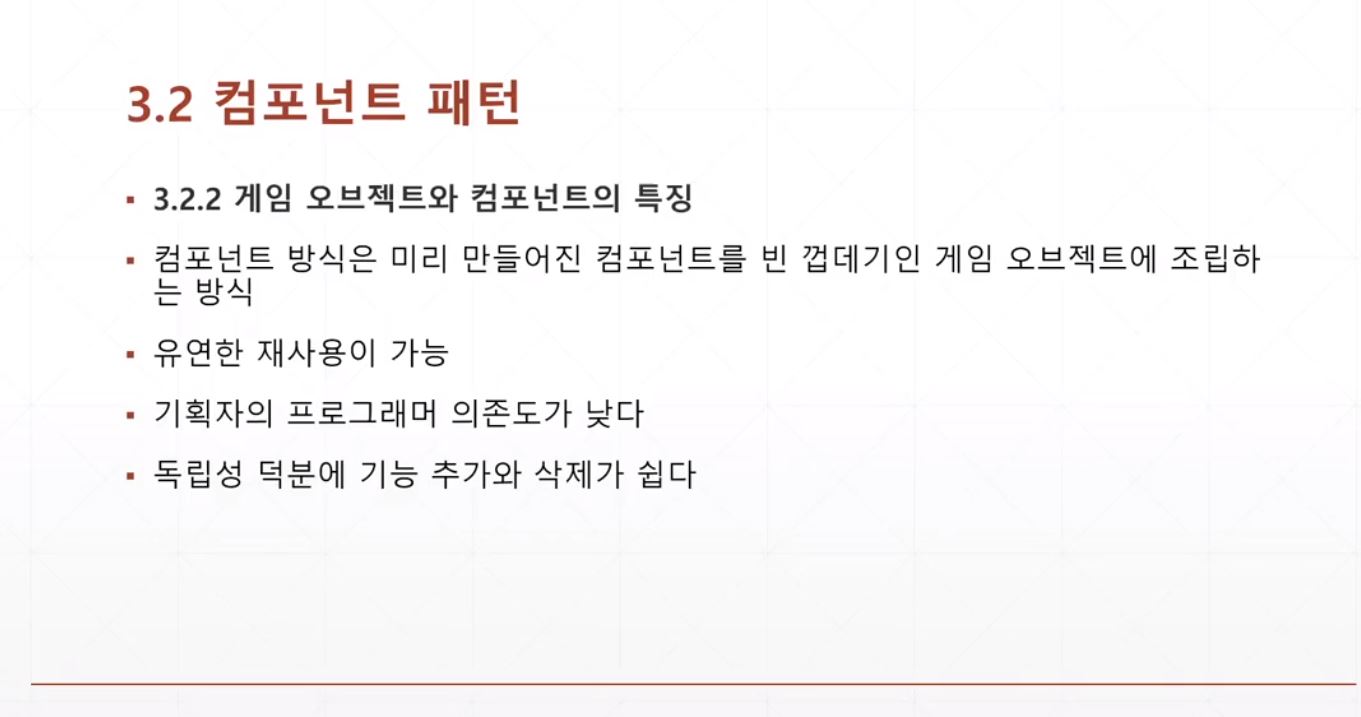 3.2 컴포넌트 패턴
▪ 3.2.2 게임 오브젝트와 컴포넌트의 특징
▪ 컴포넌트 방식은 미리 만들어진 컴포넌트를 빈 껍데기인 게임 오브젝트에 조립하
는 방식
▪ 유연한 재사용이 가능
▪ 기획자의 프로그래머 의존도가 낮다
▪ 독립성 덕분에 기능 추가와 삭제가 쉽다